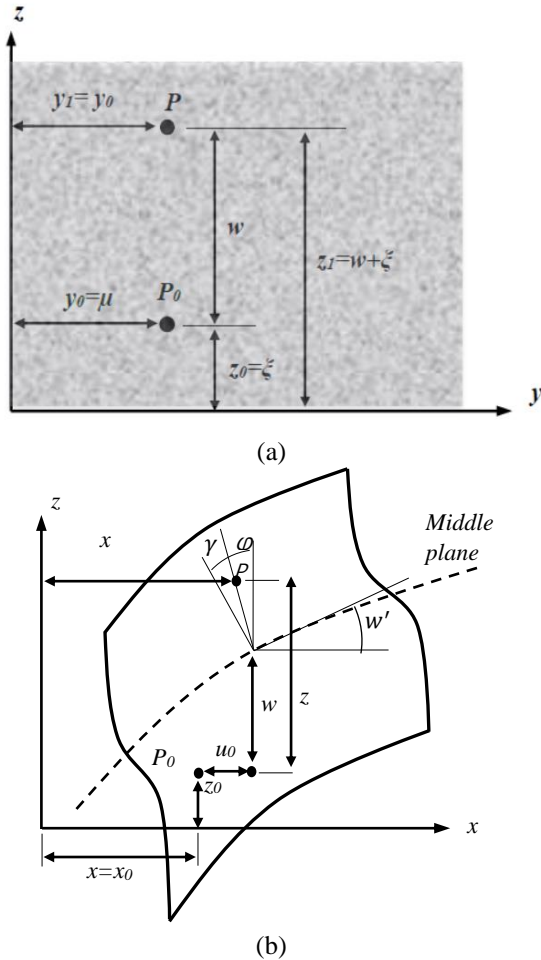 z
y₁= y₀ P
w
z₁=w+ξ
y₀=μ P₀
z₀=ξ
y
(a)
z
x
γ φ
P
Middle
plane
w'
w z
P₀ u₀
z₀
x
x=x₀
(b)